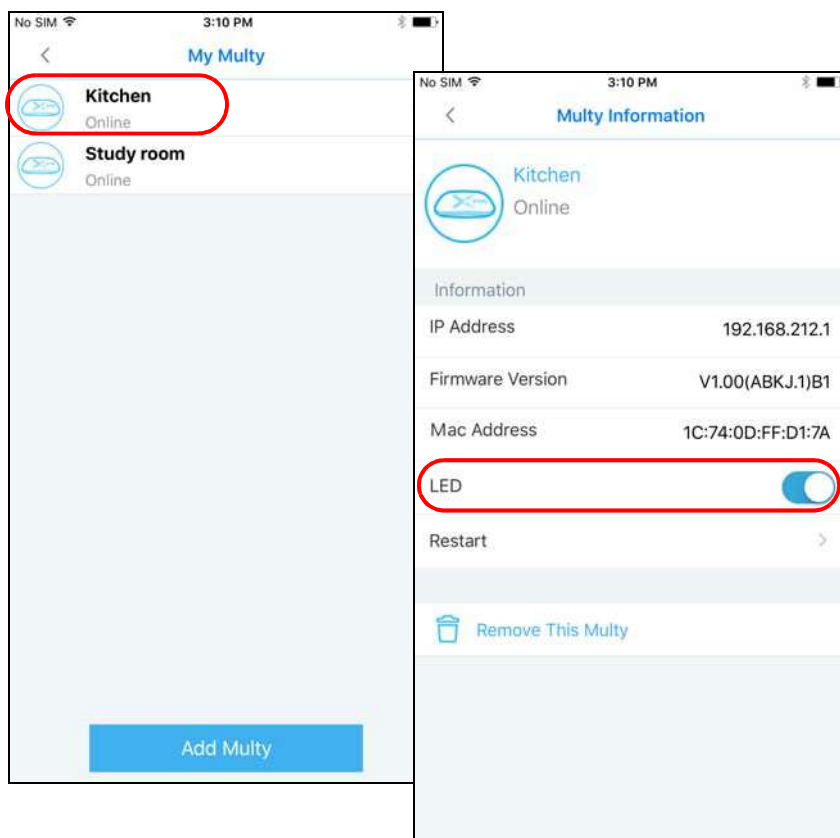 No SIM 3:10 PM
My Multy
Kitchen
Online
Study room
Online
Add Multy
No SIM 3:10 PM
Multy Information
Kitchen
Online
Information
IP Address 192.168.212.1
Firmware Version V1.00(ABKJ.1)B1
Mac Address 1C:74:0D:FF:D1:7A
LED
Restart
Remove This Multy